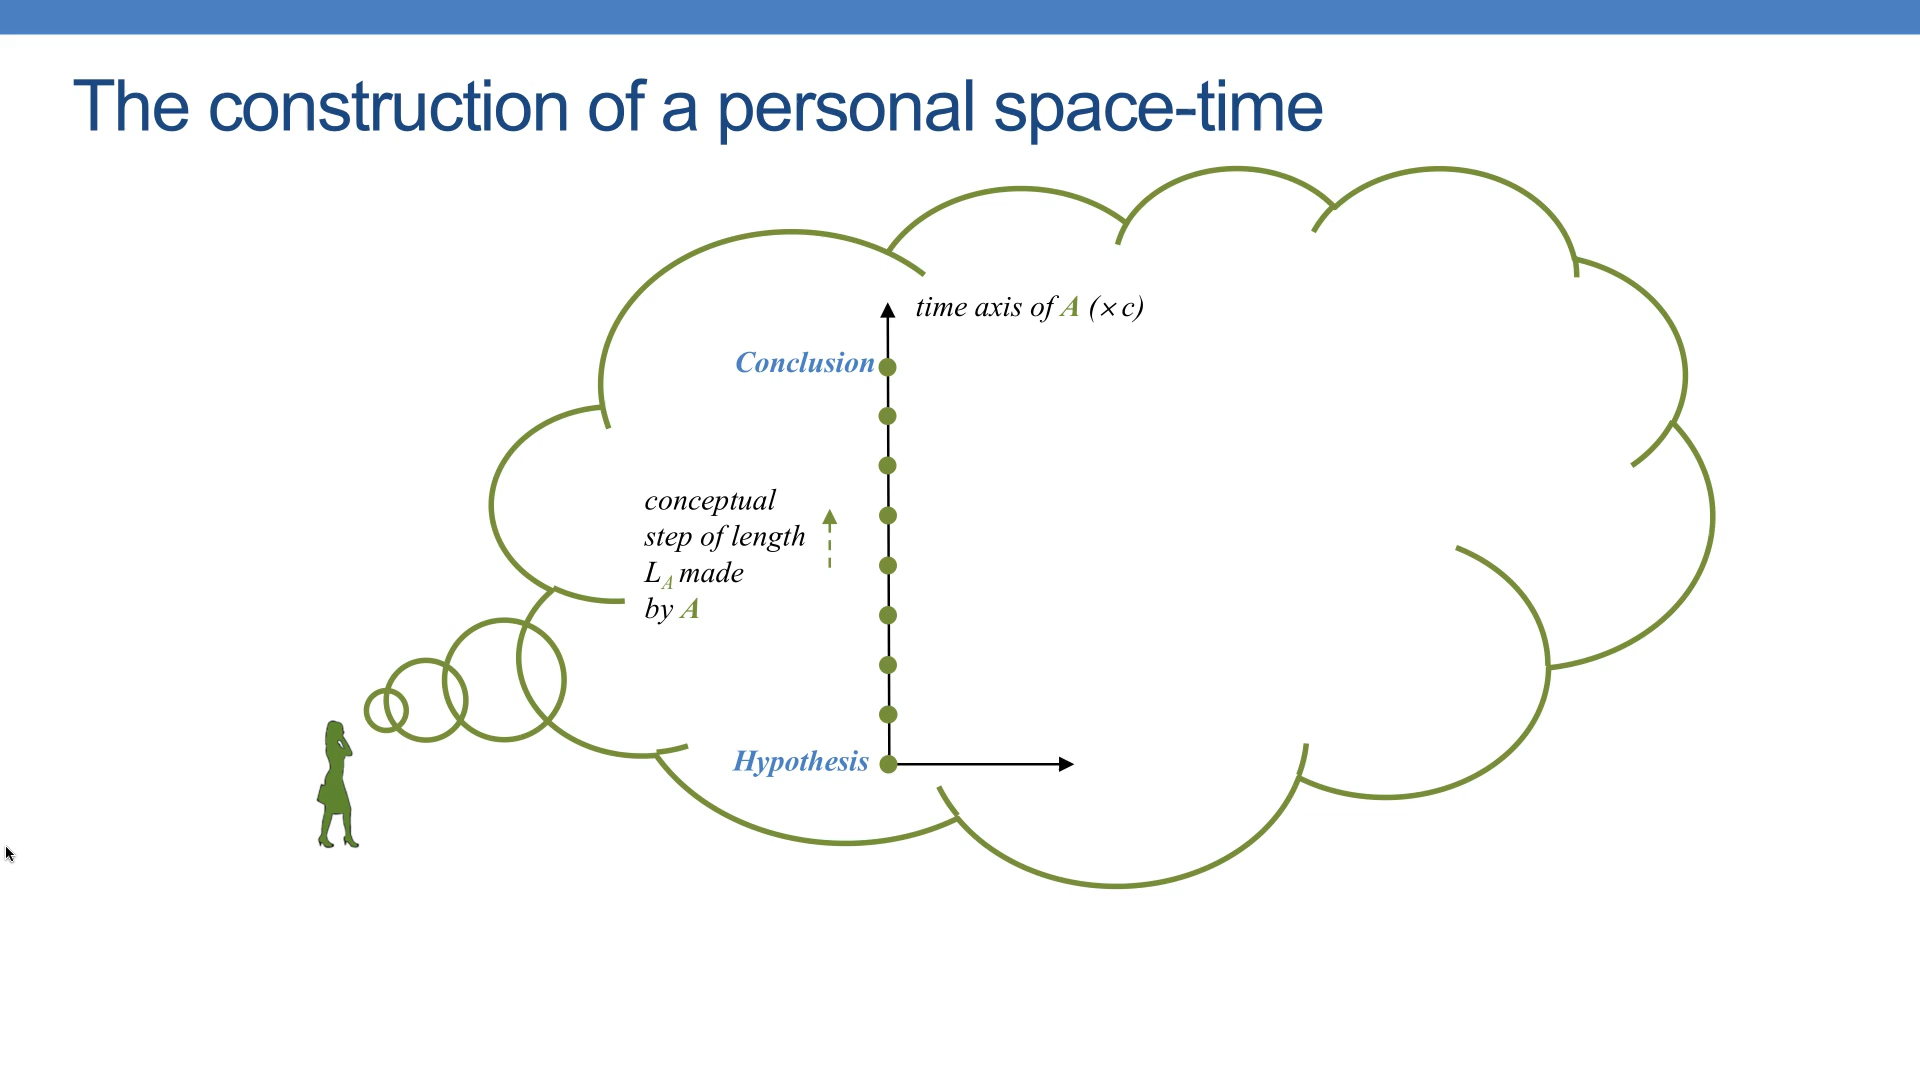 The construction of a personal space-time
time axis of A (× c)
Conclusion
conceptual
step of length
LA made
by A
Hypothesis